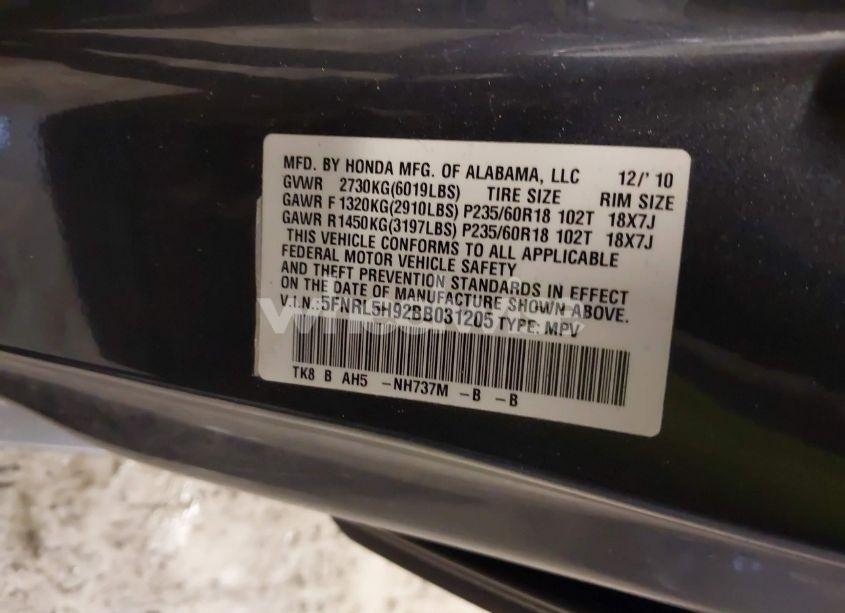 MFD. BY HONDA MFG. OF ALABAMA, LLC 12/' 10
GVWR 2730KG(6019LBS) TIRE SIZE RIM SIZE
GAWR F 1320KG(2910LBS) P235/60R18 102T 18X7J
GAWR R1450KG(3197LBS) P235/60R18 102T 18X7J
THIS VEHICLE CONFORMS TO ALL APPLICABLE
FEDERAL MOTOR VEHICLE SAFETY
AND THEFT PREVENTION STANDARDS IN EFFECT
ON THE DATE OF MANUFACTURE SHOWN ABOVE.
V.I.N.:5FNRL5H92BB031205 TYPE: MPV
TK8 B AH5 -NH737M -B -B